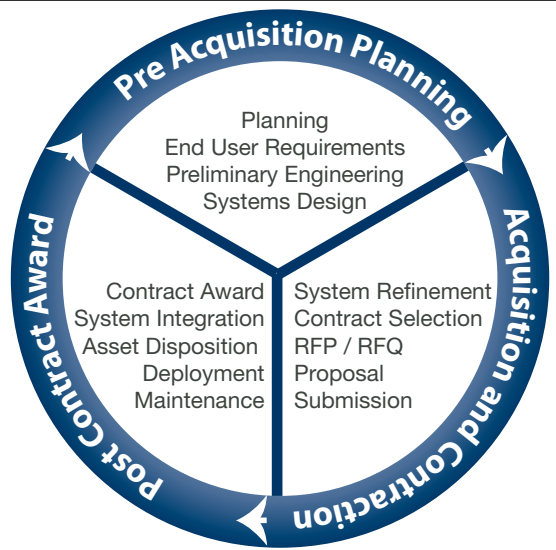 Pre Acquisition Planning
Planning
End User Requirements
Preliminary Engineering
Systems Design
Acquisition and Contraction
System Refinement
Contract Selection
RFP / RFQ
Proposal
Submission
Post Contract Award
Contract Award
System Integration
Asset Disposition
Deployment
Maintenance